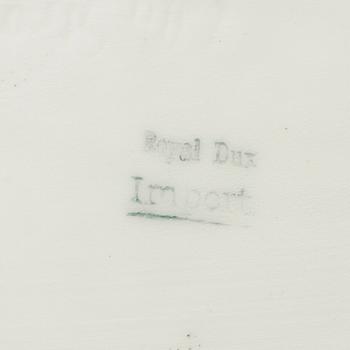 Royal Dux
Import